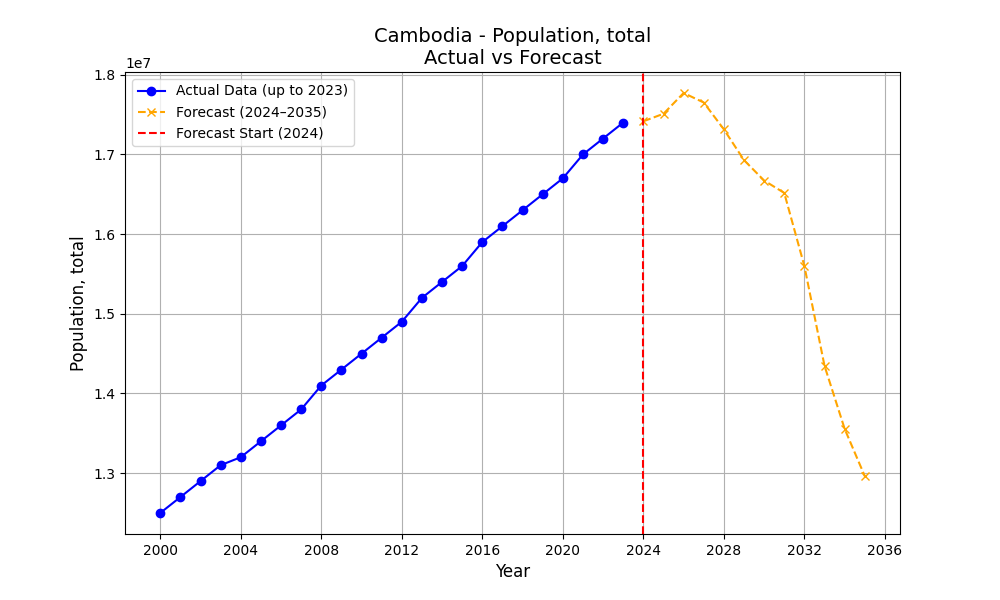 Cambodia - Population, total
Actual vs Forecast
1e7
Actual Data (up to 2023)
Forecast (2024–2035)
Forecast Start (2024)
1.8
1.7
1.6
1.5
1.4
1.3
Population, total
2000 2004 2008 2012 2016 2020 2024 2028 2032 2036
Year